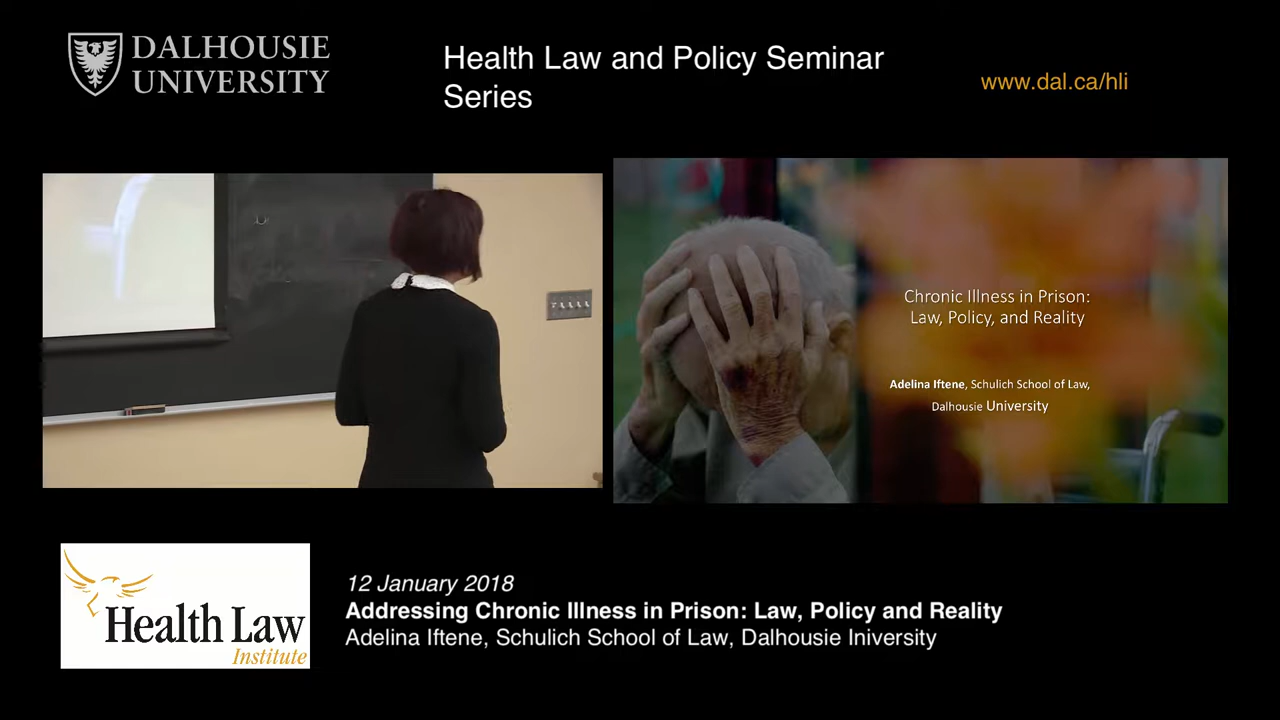 DALHOUSIE
UNIVERSITY
Health Law and Policy Seminar
Series
www.dal.ca/hli
Chronic Illness in Prison:
Law, Policy, and Reality
Adelina Iftene, Schulich School of Law,
Dalhousie University
Health Law
Institute
12 January 2018
Addressing Chronic Illness in Prison: Law, Policy and Reality
Adelina Iftene, Schulich School of Law, Dalhousie Iniversity